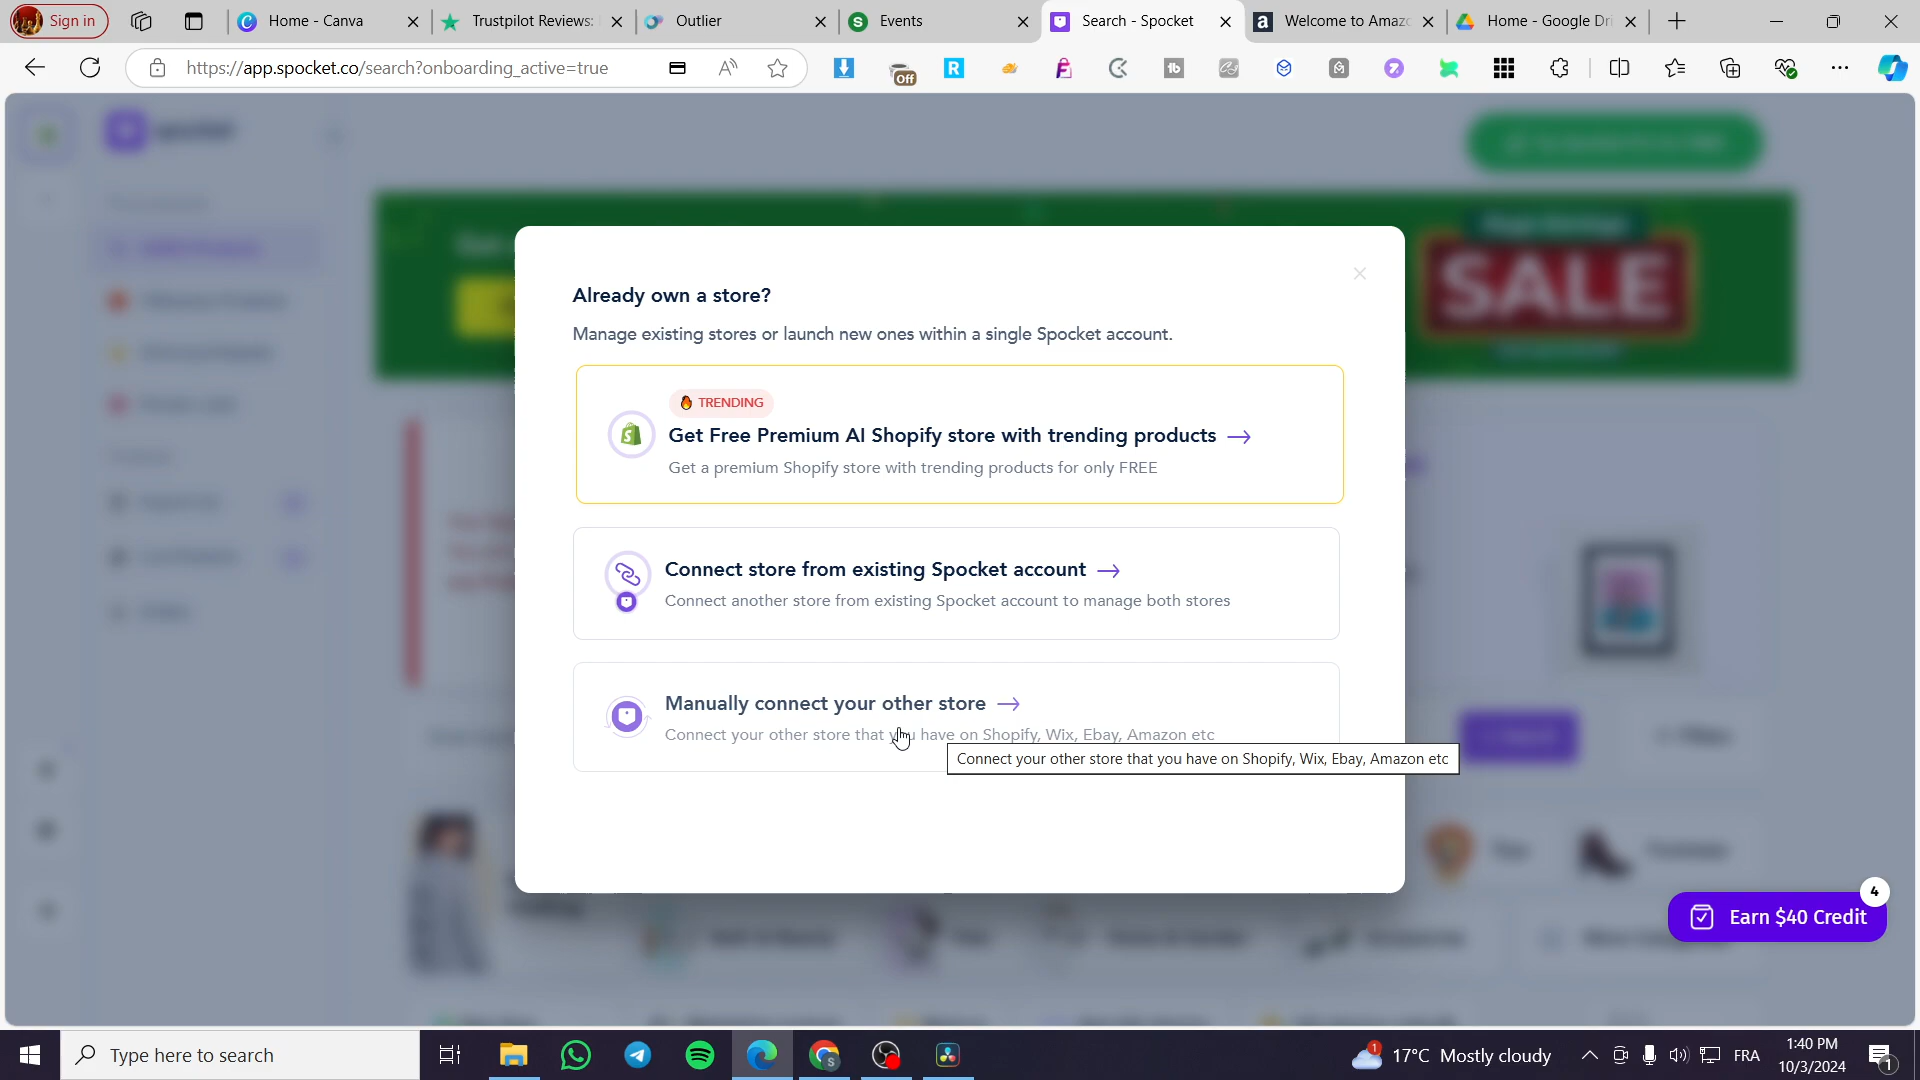 Sign in
Home - Canva
Trustpilot Reviews:
Outlier
Events
Search - Spocket
Welcome to Amaz
Home - Google Dri
https://app.spocket.co/search?onboarding_active=true
Off
SALE
Already own a store?
Manage existing stores or launch new ones within a single Spocket account.
TRENDING
Get Free Premium AI Shopify store with trending products
Get a premium Shopify store with trending products for only FREE
Connect store from existing Spocket account
Connect another store from existing Spocket account to manage both stores
Manually connect your other store
Connect your other store that you have on Shopify, Wix, Ebay, Amazon etc
Connect your other store that you have on Shopify, Wix, Ebay, Amazon etc
4
Earn $40 Credit
Type here to search
1
17°C Mostly cloudy
FRA
1:40 PM
10/3/2024
1